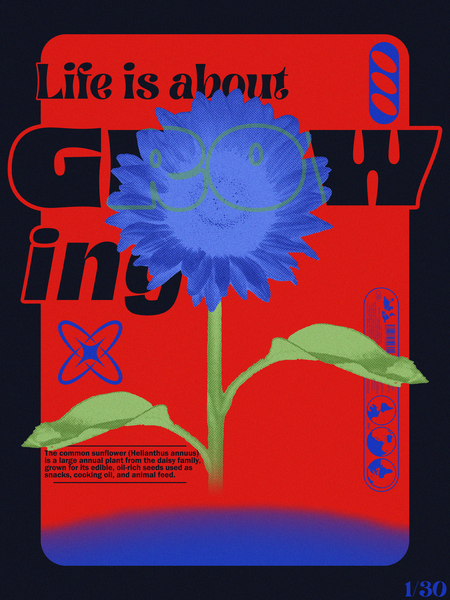 Life is about
GROW
ing
The common sunflower (Helianthus annuus)
is a large annual plant from the daisy family,
grown for its edible, oil-rich seeds used as
snacks, cooking oil, and animal feed.
1/30